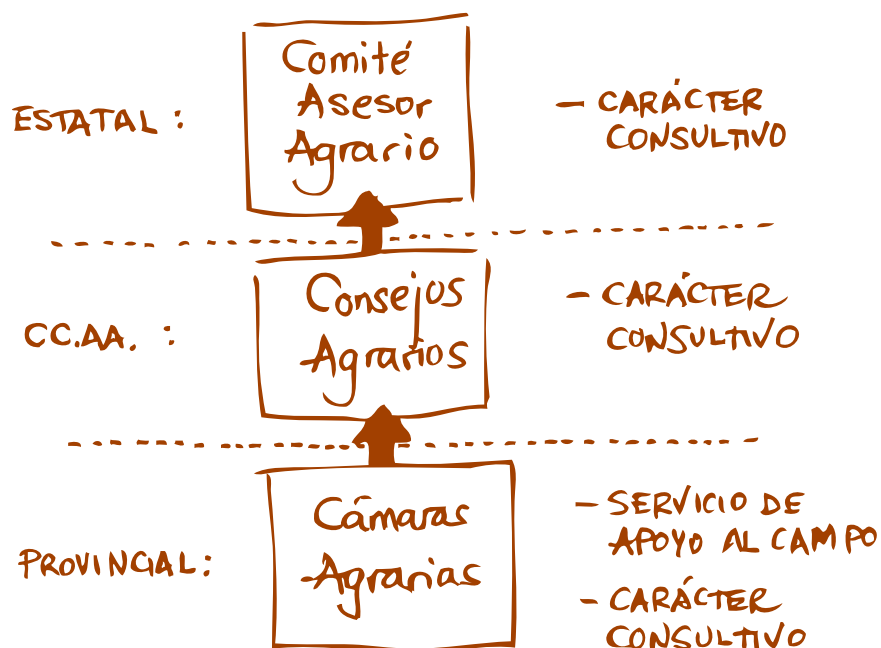 ESTATAL :
Comité
Asesor
Agrario
- CARÁCTER
CONSULTIVO
CC.AA. :
Consejos
Agrarios
- CARÁCTER
CONSULTIVO
PROVINCIAL:
Cámaras
Agrarias
- SERVICIO DE
APOYO AL CAMPO
- CARÁCTER
CONSULTIVO